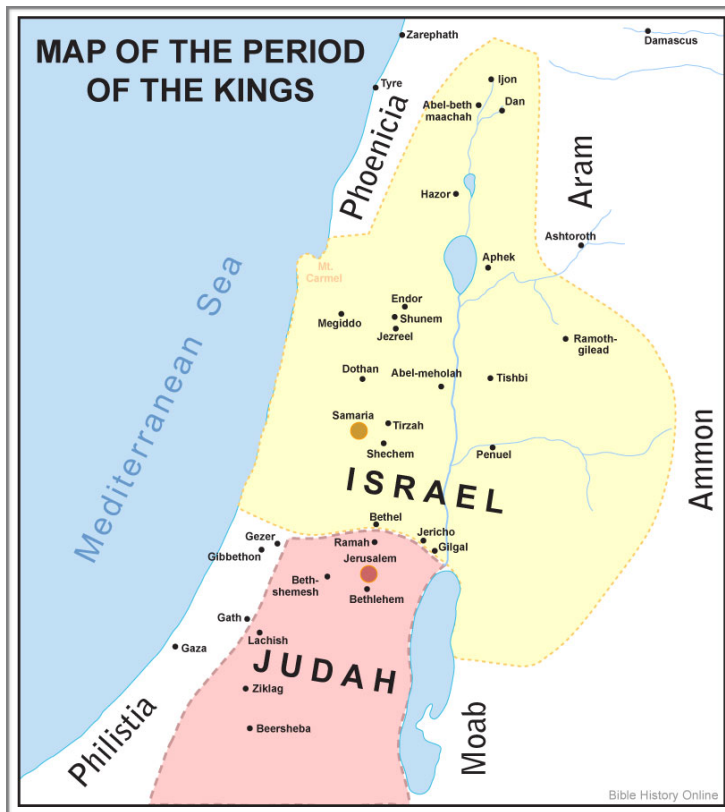 MAP OF THE PERIOD
OF THE KINGS
Zarephath
Damascus
Tyre
Ijon
Abel-beth
maachah
Dan
Phoenicia
Aram
Hazor
Ashtoroth
Mt.
Carmel
Aphek
Mediterranean Sea
Endor
Megiddo
Shunem
Jezreel
Ramoth-
gilead
Dothan
Abel-meholah
Tishbi
Samaria
Tirzah
Shechem
Penuel
Ammon
ISRAEL
Bethel
Gezer
Ramah
Jericho
Gibbethon
Gilgal
Jerusalem
Beth-
shemesh
Bethlehem
Gath
Lachish
Gaza
JUDAH
Ziklag
Philistia
Moab
Beersheba
Bible History Online